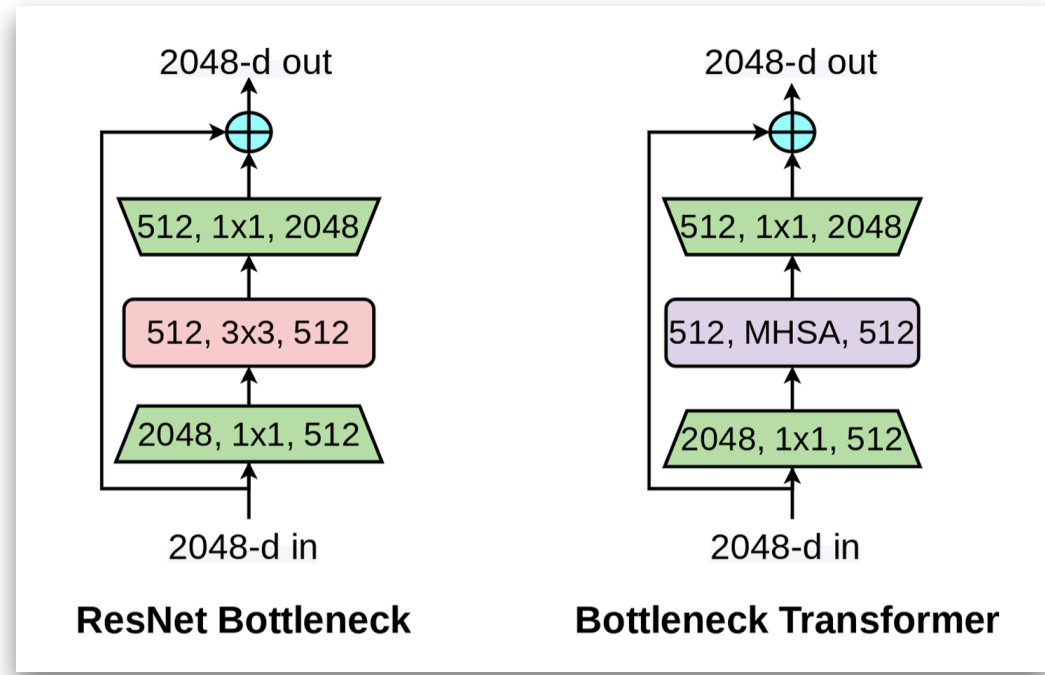 2048-d out
512, 1x1, 2048
512, 3x3, 512
2048, 1x1, 512
2048-d in
ResNet Bottleneck
2048-d out
512, 1x1, 2048
512, MHSA, 512
2048, 1x1, 512
2048-d in
Bottleneck Transformer